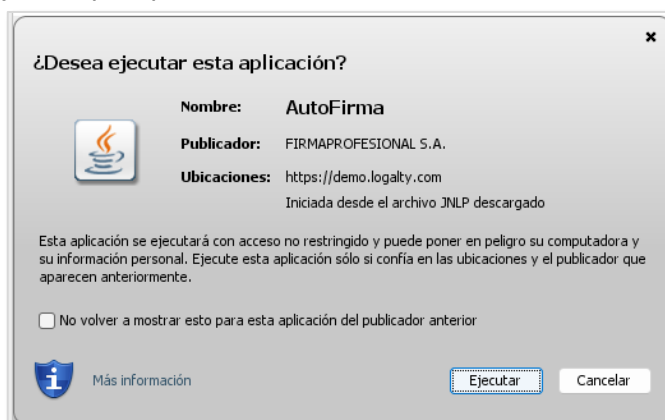 ¿Desea ejecutar esta aplicación?
Nombre: AutoFirma
Publicador: FIRMAPROFESIONAL S.A.
Ubicaciones: https://demo.logalty.com
Iniciada desde el archivo JNLP descargado
Esta aplicación se ejecutará con acceso no restringido y puede poner en peligro su computadora y
su información personal. Ejecute esta aplicación sólo si confía en las ubicaciones y el publicador que
aparecen anteriormente.
No volver a mostrar esto para esta aplicación del publicador anterior
Más información
Ejecutar
Cancelar